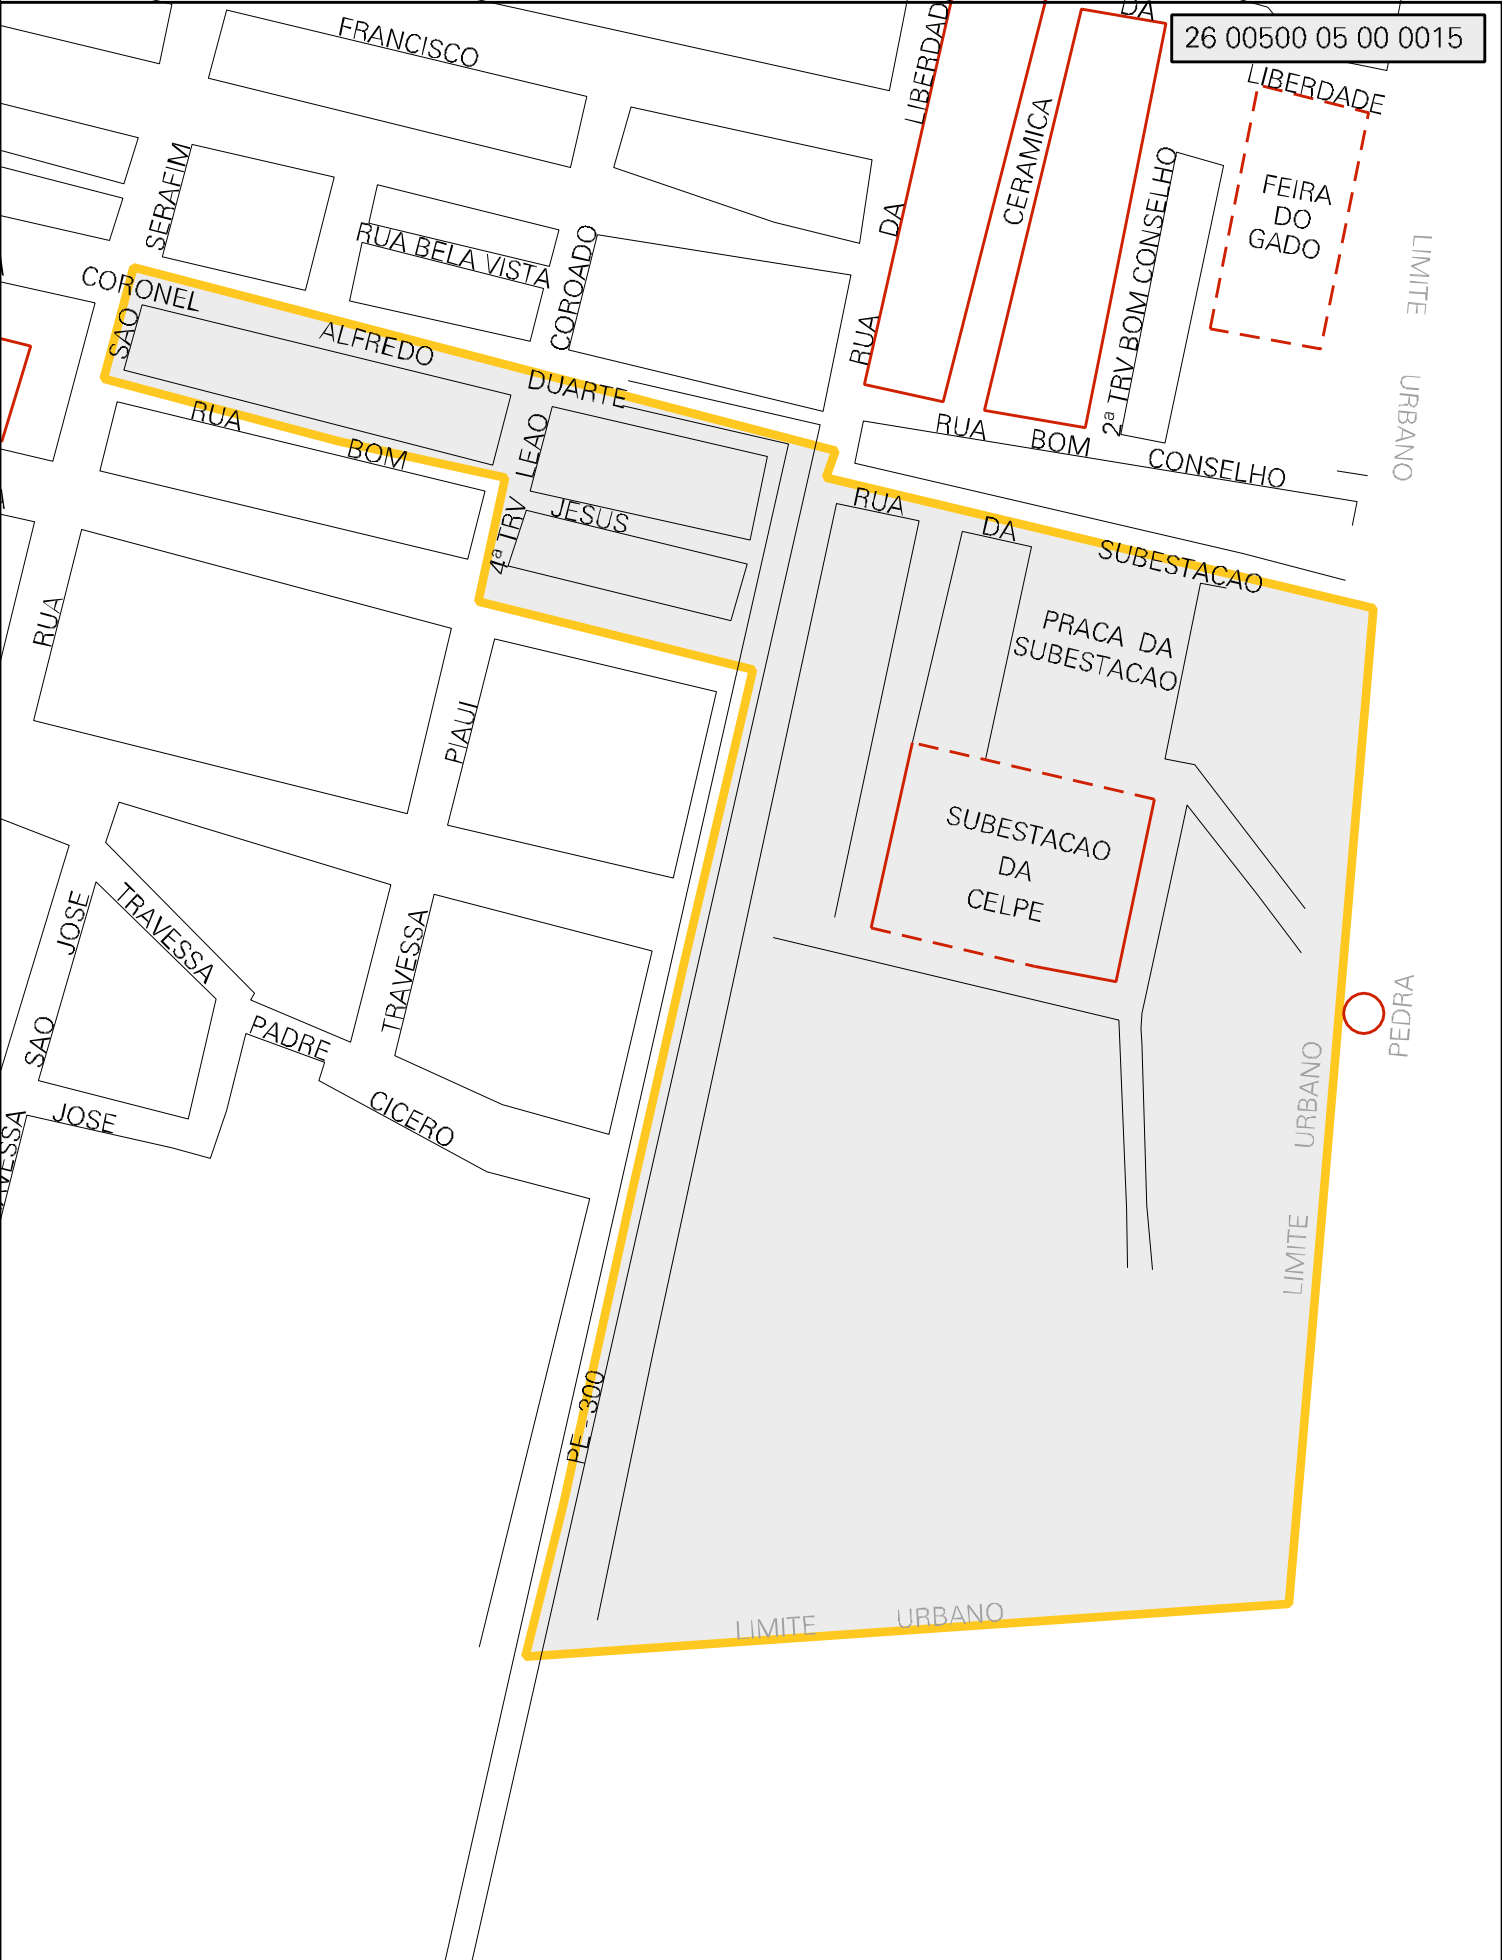 DA
26 00500 05 00 0015
FRANCISCO
LIBERDAD
LIBERDADE
CERAMICA
SERAFIM
DA
2ª TRV BOM CONSELHO
FEIRA
DO
GADO
RUA BELA VISTA
COROADO
LIMITE
CORONEL
SAO
ALFREDO
RUA
DUARTE
URBANO
RUA
BOM
LEAO
RUA
BOM
CONSELHO
JESUS
4ª TRV
RUA
DA
SUBESTACAO
RUA
PRACA DA
SUBESTACAO
PIAUI
SUBESTACAO
DA
CELPE
JOSE
TRAVESSA
TRAVESSA
SAO
PADRE
PEDRA
CICERO
JOSE
VESSA
URBANO
LIMITE
PE - 300
LIMITE
URBANO